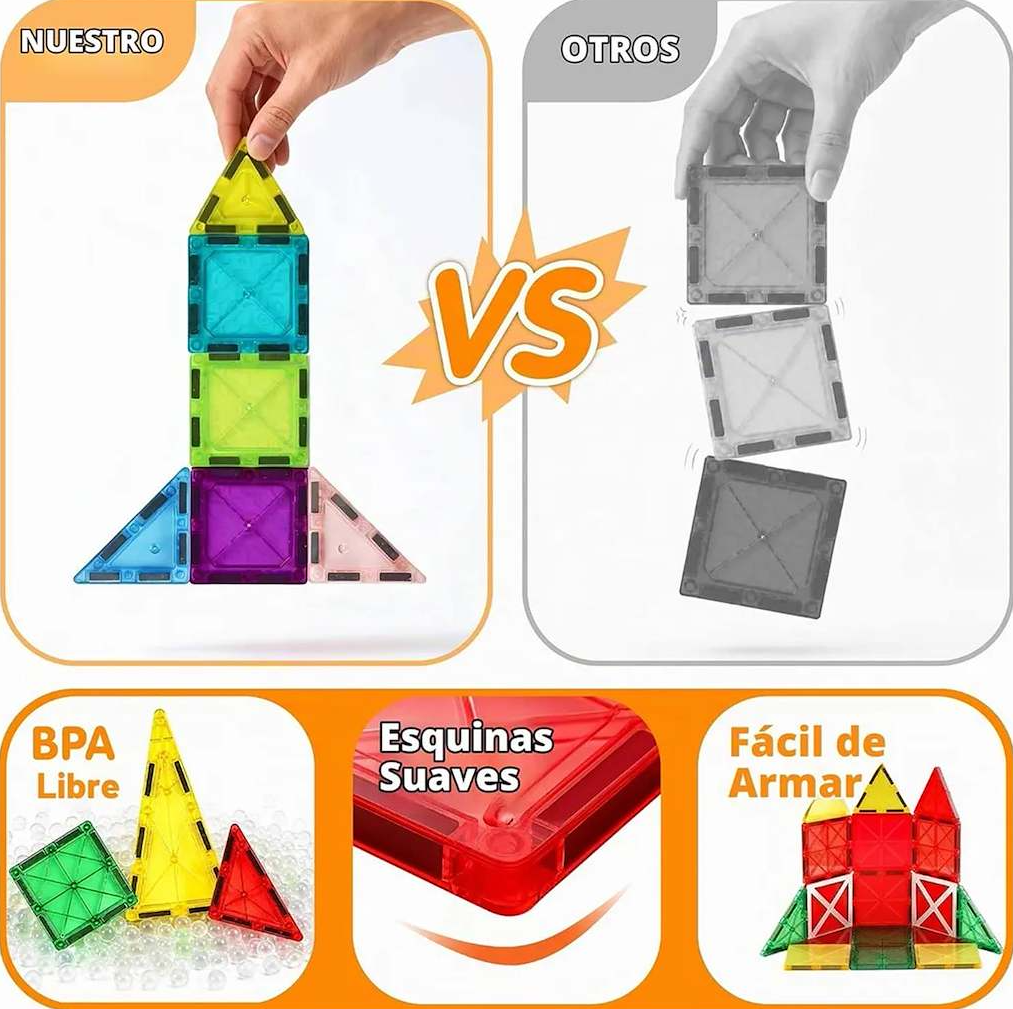 NUESTRO
OTROS
VS
BPA
Libre
Esquinas
Suaves
Fácil de
Armar